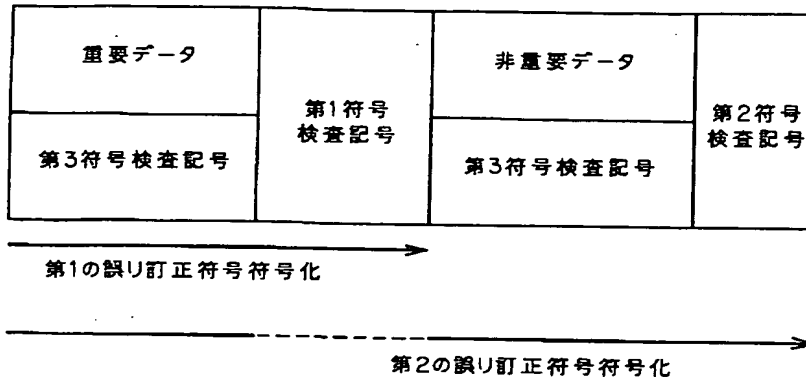 重要データ
第3符号検査記号
第1符号
検査記号
非重要データ
第3符号検査記号
第2符号
検査記号
第1の誤り訂正符号符号化
第2の誤り訂正符号符号化